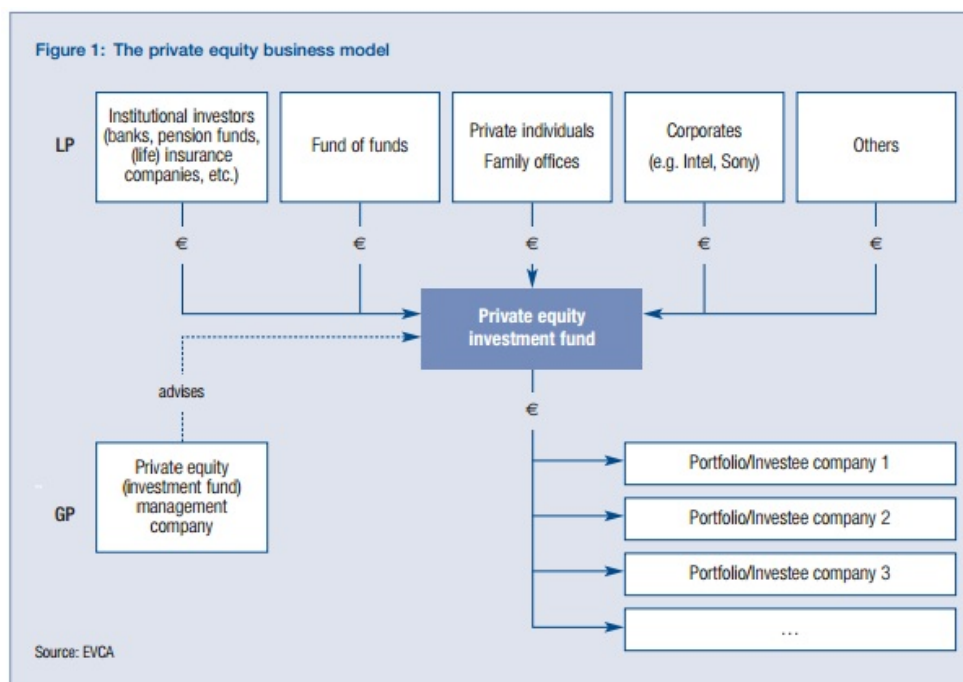 Figure 1: The private equity business model
LP
Institutional investors
(banks, pension funds,
(life) insurance
companies, etc.)
Fund of funds
Private individuals
Family offices
Corporates
(e.g. Intel, Sony)
Others
€
€
€
€
€
Private equity
investment fund
advises
€
GP
Private equity
(investment fund)
management
company
Portfolio/Investee company 1
Portfolio/Investee company 2
Portfolio/Investee company 3
...
Source: EVCA